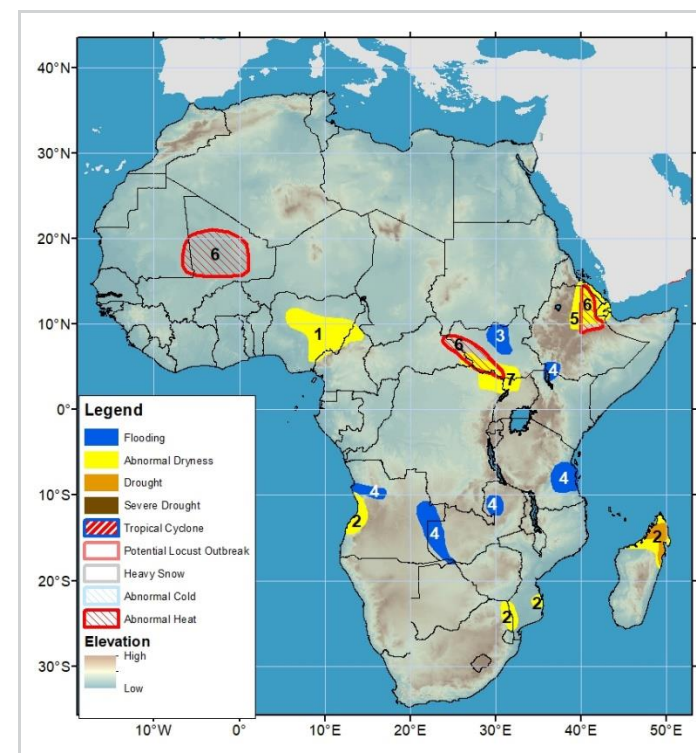 40°N
30°N
20°N
10°N
0°
10°S
20°S
30°S
6
1
3
6
5
6
7
4
4
4
2
4
4
2
2
2
Legend
Flooding
Abnormal Dryness
Drought
Severe Drought
Tropical Cyclone
Potential Locust Outbreak
Heavy Snow
Abnormal Cold
Abnormal Heat
Elevation
High
Low
10°W
0°
10°E
20°E
30°E
40°E
50°E